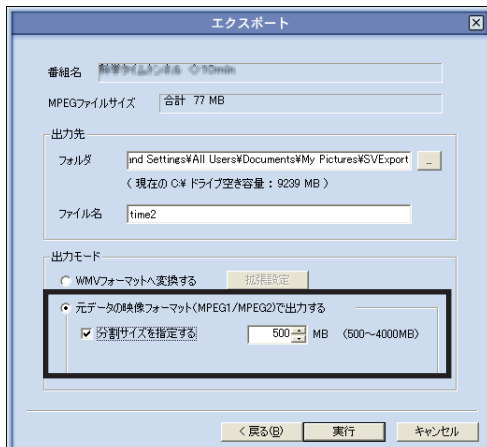 エクスポート
番組名
MPEGファイルサイズ 合計 77 MB
出力先
フォルダ and Settings¥All Users¥Documents¥My Pictures¥SVExport ...
( 現在の C:¥ ドライブ空き容量 : 9239 MB )
ファイル名 time2
出力モード
WMVフォーマットへ変換する 拡張設定
元データの映像フォーマット(MPEG1/MPEG2)で出力する
分割サイズを指定する 500 MB (500~4000MB)
< 戻る(B) 実行 キャンセル